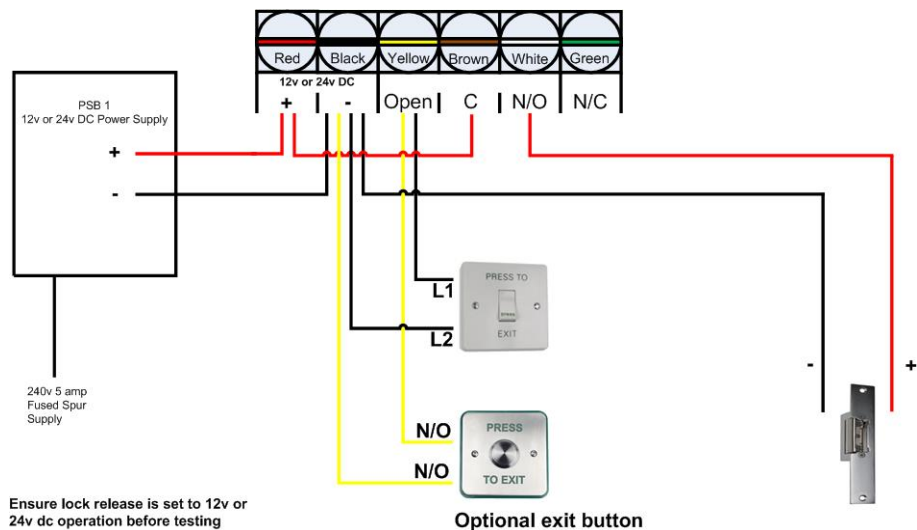 Red Black Yellow Brown White Green
12v or 24v DC
+ - Open C N/O N/C
PSB 1
12v or 24v DC Power Supply
+
-
PRESS TO
L1
EXIT
L2
240v 5 amp
Fused Spur
Supply
- +
N/O
PRESS
N/O
TO EXIT
Ensure lock release is set to 12v or
24v dc operation before testing
Optional exit button